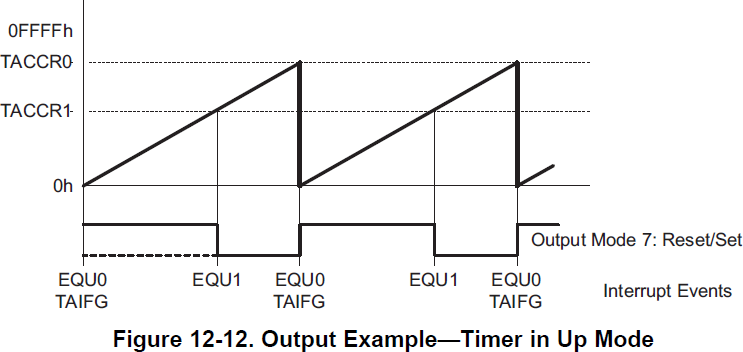 0FFFFh
TACCR0
TACCR1
0h
Output Mode 7: Reset/Set
EQU0 EQU1 EQU0 EQU1 EQU0
TAIFG TAIFG TAIFG
Interrupt Events
Figure 12-12. Output Example—Timer in Up Mode